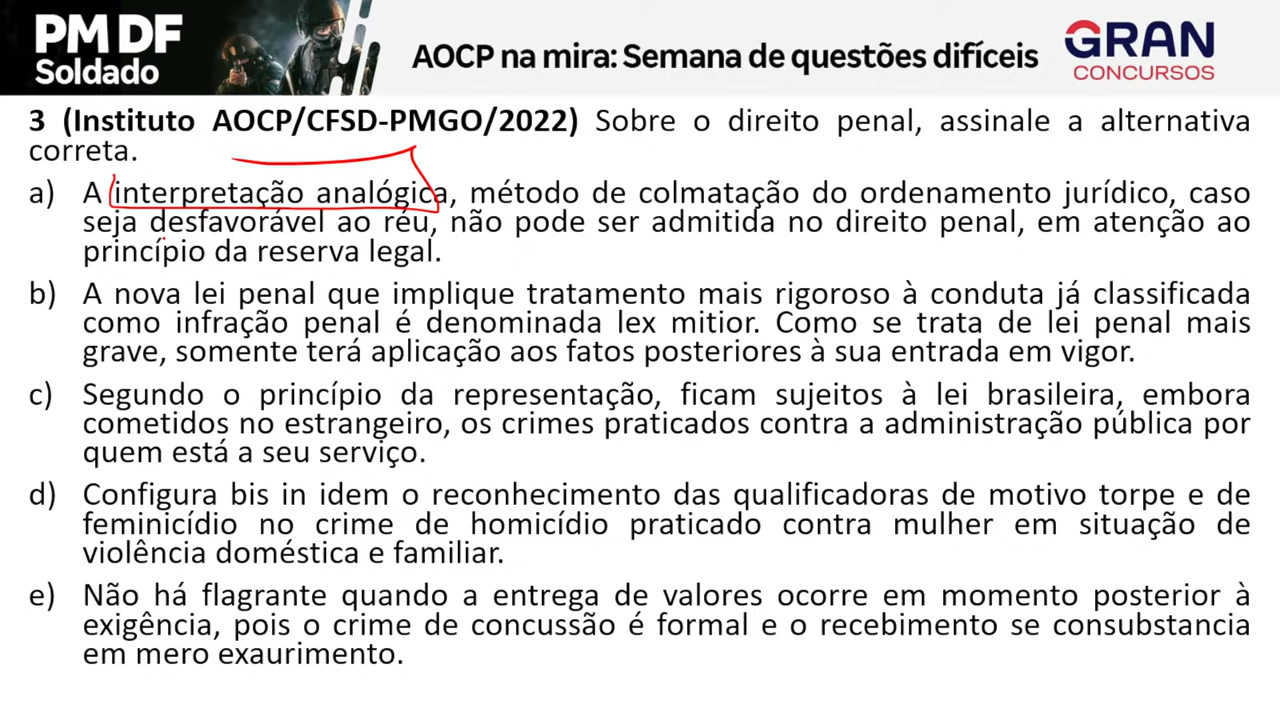 PM DF
Soldado
AOCP na mira: Semana de questões difíceis
GRAN
CONCURSOS
3 (Instituto AOCP/CFSD-PMGO/2022) Sobre o direito penal, assinale a alternativa
correta.
a) A interpretação analógica, método de colmatação do ordenamento jurídico, caso
seja desfavorável ao réu, não pode ser admitida no direito penal, em atenção ao
princípio da reserva legal.
b) A nova lei penal que implique tratamento mais rigoroso à conduta já classificada
como infração penal é denominada lex mitior. Como se trata de lei penal mais
grave, somente terá aplicação aos fatos posteriores à sua entrada em vigor.
c) Segundo o princípio da representação, ficam sujeitos à lei brasileira, embora
cometidos no estrangeiro, os crimes praticados contra a administração pública por
quem está a seu serviço.
d) Configura bis in idem o reconhecimento das qualificadoras de motivo torpe e de
feminicídio no crime de homicídio praticado contra mulher em situação de
violência doméstica e familiar.
e) Não há flagrante quando a entrega de valores ocorre em momento posterior à
exigência, pois o crime de concussão é formal e o recebimento se consubstancia
em mero exaurimento.